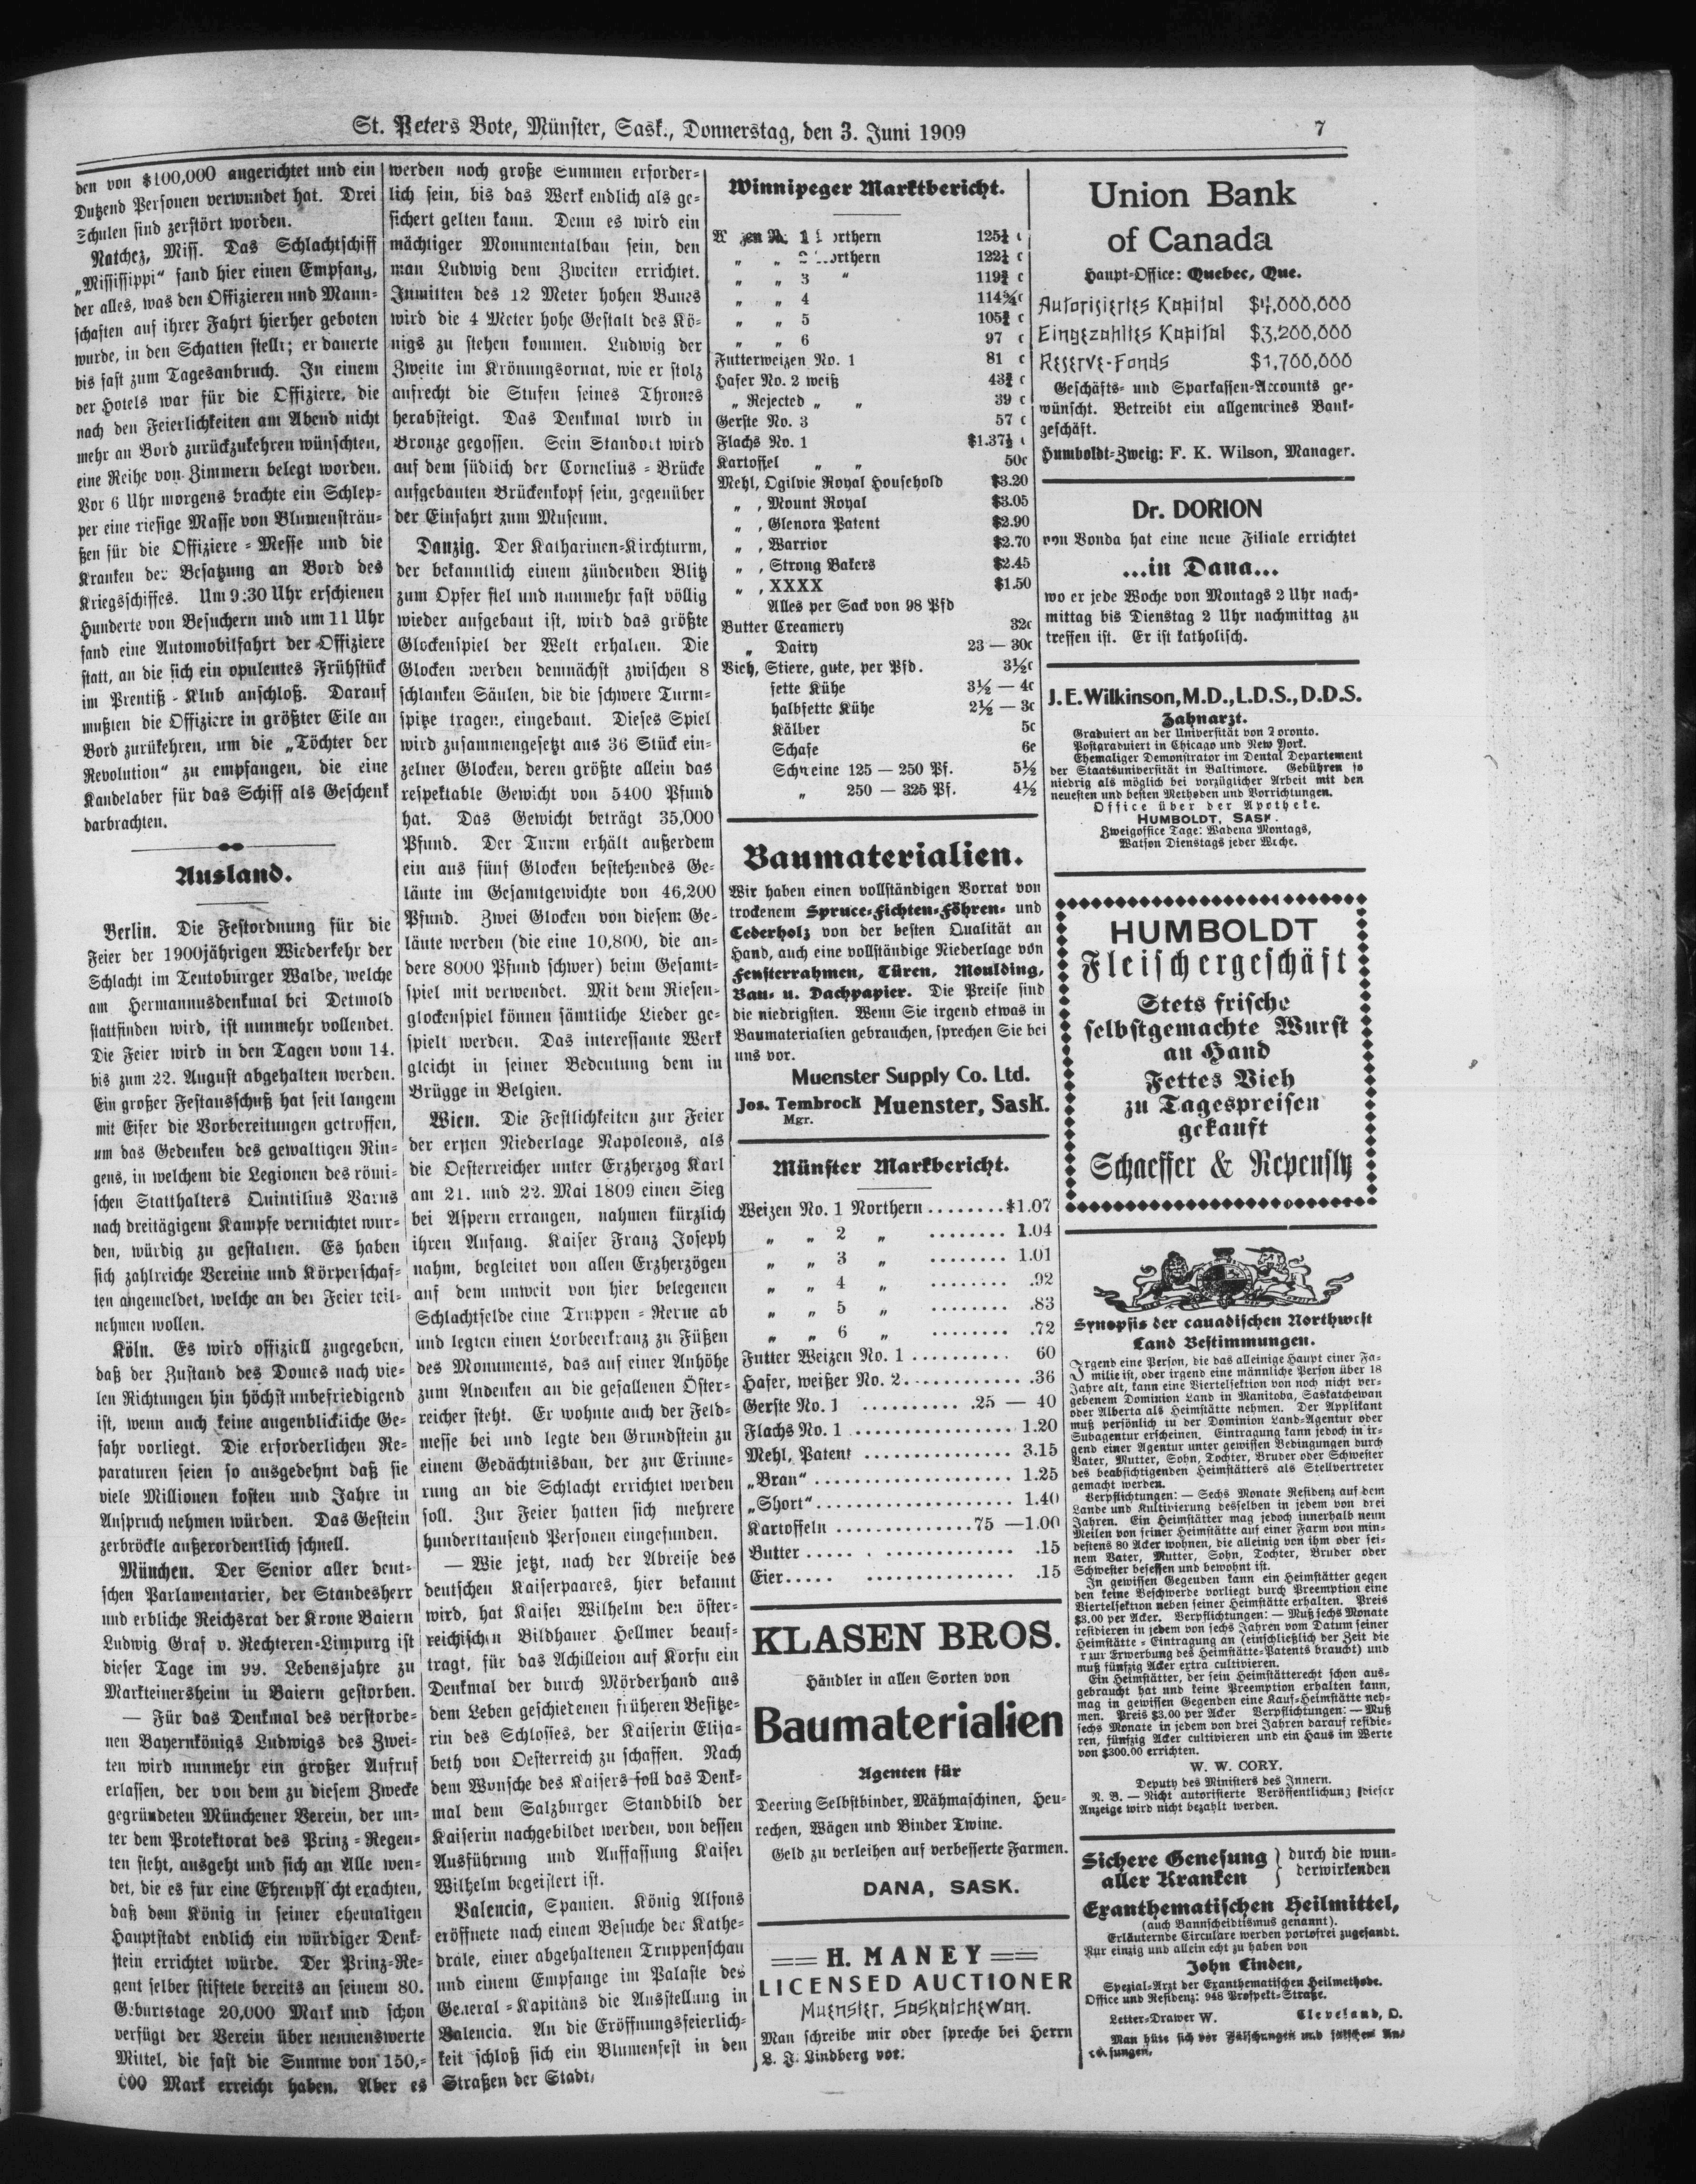 St. Peters Bote, Münster, Sask., Donnerstag, den 3. Juni 1909
7
den von $100,000 angerichtet und ein
Dutzend Personen verwundet hat. Drei
Schulen sind zerstört worden.
Natchez, Miss. Das Schlachtschiff
„Mississippi“ fand hier einen Empfang,
der alles, was den Offizieren und Mann-
schaften auf ihrer Fahrt hierher geboten
wurde, in den Schatten stellt; er dauerte
bis fast zum Tagesanbruch. In einem
der Hotels war für die Offiziere, die
nach den Feierlichkeiten am Abend nicht
mehr an Bord zurückzukehren wünschten,
eine Reihe von Zimmern belegt worden.
Vor 6 Uhr morgens brachte ein Schlep-
per eine riesige Masse von Blumensträu-
ßen für die Offiziere-Messe und die
Kranken der Besatzung an Bord des
Kriegsschiffes. Um 9:30 Uhr erschienen
Hunderte von Besuchern und um 11 Uhr
fand eine Automobilfahrt der Offiziere
statt, an die sich ein opulentes Frühstück
im Prentiß-Klub anschloß. Darauf
mußten die Offiziere in größter Eile an
Bord zurükehren, um die „Töchter der
Revolution“ zu empfangen, die eine
Kandelaber für das Schiff als Geschenk
darbrachten.
Ausland.
Berlin. Die Festordnung für die
Feier der 1900jährigen Wiederkehr der
Schlacht im Teutoburger Walde, welche
am Hermannusdenkmal bei Detmold
stattfinden wird, ist nunmehr vollendet.
Die Feier wird in den Tagen vom 14.
bis zum 22. August abgehalten werden.
Ein großer Festausschuß hat seit langem
mit Eifer die Vorbereitungen getroffen,
um das Gedenken des gewaltigen Rin-
gens, in welchem die Legionen des römi-
schen Statthalters Quintilius Varus
nach dreitägigem Kampfe vernichtet wur-
den, würdig zu gestalten. Es haben
sich zahlreiche Vereine und Körperschaf-
ten angemeldet, welche an der Feier teil-
nehmen wollen.
Köln. Es wird offiziell zugegeben,
daß der Zustand des Domes nach vie-
len Richtungen hin höchst unbefriedigend
ist, wenn auch keine augenblickliche Ge-
fahr vorliegt. Die erforderlichen Re-
paraturen seien so ausgedehnt daß sie
viele Millionen kosten und Jahre in
Anspruch nehmen würden. Das Gestein
zerbröckle außerordentlich schnell.
München. Der Senior aller deut-
schen Parlamentarier, der Standesherr
und erbliche Reichsrat der Krone Baiern
Ludwig Graf v. Rechteren-Limpurg ist
dieser Tage im 99. Lebensjahre zu
Markteinersheim in Baiern gestorben.
— Für das Denkmal des verstorbe-
nen Bayernkönigs Ludwigs des Zwei-
ten wird nunmehr ein großer Aufruf
erlassen, der von dem zu diesem Zwecke
gegründeten Münchener Verein, der un-
ter dem Protektorat des Prinz-Regen-
ten steht, ausgeht und sich an Alle wen-
det, die es für eine Ehrenpflicht erachten,
daß dem König in seiner ehemaligen
Hauptstadt endlich ein würdiger Denk-
stein errichtet würde. Der Prinz-Re-
gent selber stiftete bereits an seinem 80.
Geburtstage 20,000 Mark und schon
verfügt der Verein über nennenswerte
Mittel, die fast die Summe von 150,-
000 Mark erreicht haben. Aber es
werden noch große Summen erforder-
lich sein, bis das Werk endlich als ge-
sichert gelten kann. Denn es wird ein
mächtiger Monumentalbau sein, den
man Ludwig dem Zweiten errichtet.
Inmitten des 12 Meter hohen Baues
wird die 4 Meter hohe Gestalt des Kö-
nigs zu stehen kommen. Ludwig der
Zweite im Krönungsornat, wie er stolz
aufrecht die Stufen seines Thrones
herabsteigt. Das Denkmal wird in
Bronze gegossen. Sein Standort wird
auf dem südlich der Cornelius-Brücke
aufgebauten Brückenkopf sein, gegenüber
der Einfahrt zum Museum.
Danzig. Der Katharinen-Kirchturm,
der bekanntlich einem zündenden Blitz
zum Opfer fiel und nunmehr fast völlig
wieder aufgebaut ist, wird das größte
Glockenspiel der Welt erhalten. Die
Glocken werden demnächst zwischen 8
schlanken Säulen, die die schwere Turm-
spitze tragen, eingebaut. Dieses Spiel
wird zusammengesetzt aus 36 Stück ein-
zelner Glocken, deren größte allein das
respektable Gewicht von 5400 Pfund
hat. Das Gewicht beträgt 35,000
Pfund. Der Turm erhält außerdem
ein aus fünf Glocken bestehendes Ge-
läute im Gesamtgewichte von 46,200
Pfund. Zwei Glocken von diesem Ge-
läute werden (die eine 10,800, die an-
dere 8000 Pfund schwer) beim Gesamt-
spiel mit verwendet. Mit dem Riesen-
glockenspiel können sämtliche Lieder ge-
spielt werden. Das interessante Werk
gleicht in seiner Bedeutung dem in
Brügge in Belgien.
Wien. Die Festlichkeiten zur Feier
der ersten Niederlage Napoleons, als
die Oesterreicher unter Erzherzog Karl
am 21. und 22. Mai 1809 einen Sieg
bei Aspern errangen, nahmen kürzlich
ihren Anfang. Kaiser Franz Joseph
nahm, begleitet von allen Erzherzögen
auf dem unweit von hier belegenen
Schlachtfelde eine Truppen-Revue ab
und legten einen Lorbeerkranz zu Füßen
des Monuments, das auf einer Anhöhe
zum Andenken an die gefallenen Öster-
reicher steht. Er wohnte auch der Feld-
messe bei und legte den Grundstein zu
einem Gedächtnisbau, der zur Erinne-
rung an die Schlacht errichtet werden
soll. Zur Feier hatten sich mehrere
hunderttausend Personen eingefunden.
— Wie jetzt, nach der Abreise des
deutschen Kaiserpaares, hier bekannt
wird, hat Kaiser Wilhelm den öster-
reichischen Bildhauer Hellmer beauf-
tragt, für das Achilleion auf Korfu ein
Denkmal der durch Mörderhand aus
dem Leben geschiedenen früheren Besitze-
rin des Schlosses, der Kaiserin Elisa-
beth von Oesterreich zu schaffen. Nach
dem Wunsche des Kaisers soll das Denk-
mal dem Salzburger Standbild der
Kaiserin nachgebildet werden, von dessen
Ausführung und Auffassung Kaiser
Wilhelm begeistert ist.
Valencia, Spanien. König Alfons
eröffnete nach einem Besuche der Kathe-
drale, einer abgehaltenen Truppenschau
und einem Empfange im Palaste des
General-Kapitäns die Ausstellung in
Valencia. An die Eröffnungsfeierlich-
keit schloß sich ein Blumenfest in den
Straßen der Stadt.
Winnipeger Marktbericht.
1 Northern 125½ c
„ „ 2 Northern 122½ c
„ „ 3 „ 119¾ c
„ „ 4 114¾c
„ „ 5 105¾ c
„ „ 6 97 c
Futterweizen No. 1 81 c
Hafer No. 2 weiß 43¾ c
„ Rejected „ „ 39 c
Gerste No. 3 57 c
Flachs No. 1 $1.37½
Kartoffel „ „ 50c
Mehl, Ogilvie Royal Household $3.20
„ , Mount Royal $3.05
„ , Glenora Patent $2.90
„ , Warrior $2.70
„ , Strong Bakers $2.45
„ , XXXX $1.50
Alles per Sack von 98 Pfd
Butter Creamery 32c
„ Dairy 23 — 30c
Vieh, Stiere, gute, per Pfd. 3½c
fette Kühe 3½ — 4c
halbfette Kühe 2½ — 3c
Kälber 5c
Schafe 6c
Schweine 125 — 250 Pf. 5½
„ 250 — 325 Pf. 4½
Baumaterialien.
Wir haben einen vollständigen Vorrat von
trockenem Spruce-Fichten-Föhren- und
Cederholz von der besten Qualität an
Hand, auch eine vollständige Niederlage von
Fensterrahmen, Türen, Moulding,
Bau- u. Dachpapier. Die Preise sind
die niedrigsten. Wenn Sie irgend etwas in
Baumaterialien gebrauchen, sprechen Sie bei
uns vor.
Muenster Supply Co. Ltd.
Jos. Tembrock Muenster, Sask.
Mgr.
Münster Markbericht.
Weizen No. 1 Northern ........$1.07
„ „ 2 „ ........ 1.04
„ „ 3 „ ........ 1.01
„ „ 4 „ ........ .92
„ „ 5 „ ........ .83
„ „ 6 „ ........ .72
Futter Weizen No. 1 .......... 60
Hafer, weißer No. 2............ .36
Gerste No. 1 .......... .25 — 40
Flachs No. 1 ................ 1.20
Mehl, Patent ............... 3.15
„Bran“ .................... 1.25
„Short“.................... 1.40
Kartoffeln ..............75 —1.00
Butter ..... . ............. .15
Eier..... ............... .15
KLASEN BROS.
Händler in allen Sorten von
Baumaterialien
Agenten für
Deering Selbstbinder, Mähmaschinen, Heu-
rechen, Wägen und Binder Twine.
Geld zu verleihen auf verbesserte Farmen.
DANA, SASK.
H. MANEY
LICENSED AUCTIONER
Muenster, Saskatchewan.
Man schreibe mir oder spreche bei Herrn
L. J. Lindberg vor.
Union Bank
of Canada
Haupt-Office: Quebec, Que.
Autorisiertes Kapital $4,000,000
Eingezahltes Kapital $3,200,000
Reserve-Fonds $1,700,000
Geschäfts- und Sparkassen-Accounts ge-
wünscht. Betreibt ein allgemeines Bank-
geschäft.
Humboldt-Zweig: F. K. Wilson, Manager.
Dr. DORION
von Vonda hat eine neue Filiale errichtet
...in Dana...
wo er jede Woche von Montags 2 Uhr nach-
mittag bis Dienstag 2 Uhr nachmittag zu
treffen ist. Er ist katholisch.
J. E. Wilkinson, M.D., L.D.S., D.D.S.
Zahnarzt.
Graduiert an der Universität von Toronto.
Postgraduiert in Chicago und New York.
Ehemaliger Demonstrator im Dental Departement
der Staatsuniversität in Baltimore. Gebühren so
niedrig als möglich bei vorzüglicher Arbeit mit den
neuesten und besten Methoden und Vorrichtungen.
Office über der Apotheke.
HUMBOLDT, SASK.
Zweigoffice Tage: Wadena Montags,
Watson Dienstags jeder Woche.
HUMBOLDT
Fleischergeschäft
Stets frische
selbstgemachte Wurst
an Hand
Fettes Vieh
zu Tagespreisen
gekauft
Schaeffer & Repensly
Synopsis der canadischen Northwest
Land Bestimmungen.
Irgend eine Person, die das alleinige Haupt einer Fa-
milie ist, oder irgend eine männliche Person über 18
Jahre alt, kann eine Viertelsektion von noch nicht ver-
gebenem Dominion Land in Manitoba, Saskatchewan
oder Alberta als Heimstätte nehmen. Der Applikant
muß persönlich in der Dominion Land-Agentur oder
Subagentur erscheinen. Eintragung kann jedoch in ir-
gend einer Agentur unter gewissen Bedingungen durch
Vater, Mutter, Sohn, Tochter, Bruder oder Schwester
des beabsichtigenden Heimstätters als Stellvertreter
gemacht werden.
Verpflichtungen: — Sechs Monate Residenz auf dem
Lande und Kultivierung desselben in jedem von drei
Jahren. Ein Heimstätter mag jedoch innerhalb neun
Meilen von seiner Heimstätte auf einer Farm von min-
destens 80 Acker wohnen, die alleinig von ihm oder sei-
nem Vater, Mutter, Sohn, Tochter, Bruder oder
Schwester besessen und bewohnt ist.
In gewissen Gegenden kann ein Heimstätter gegen
den keine Beschwerde vorliegt durch Preemption eine
Viertelsektion neben seiner Heimstätte erhalten. Preis
$3.00 per Acker. Verpflichtungen: — Muß sechs Monate
residieren in jedem von sechs Jahren vom Datum seiner
Heimstätte-Eintragung an (einschließlich der Zeit die
r zur Erwerbung des Heimstätte-Patents braucht) und
muß fünfzig Acker extra cultivieren.
Ein Heimstätter, der sein Heimstätterecht schon aus-
gebraucht hat und keine Preemption erhalten kann,
mag in gewissen Gegenden eine Kauf-Heimstätte neh-
men. Preis $3.00 per Acker Verpflichtungen: — Muß
sechs Monate in jedem von drei Jahren darauf residie-
ren, fünfzig Acker cultivieren und ein Haus im Werte
von $300.00 errichten.
W. W. CORY.
Deputy des Ministers des Innern.
N. B. — Nicht autorisierte Veröffentlichung dieser
Anzeige wird nicht bezahlt werden.
Sichere Genesung durch die wun-
aller Kranken derwirkenden
Exanthematischen Heilmittel,
(auch Baunscheidtismus genannt).
Erläuternde Circulare werden portofrei zugesandt.
Nur einzig und allein echt zu haben von
John Linden,
Spezial-Arzt der Exanthematischen Heilmethode.
Office und Residenz: 948 Prospekt-Straße.
Letter-Drawer W. Cleveland, O.
Man hüte sich vor Fälschungen und falschen An-